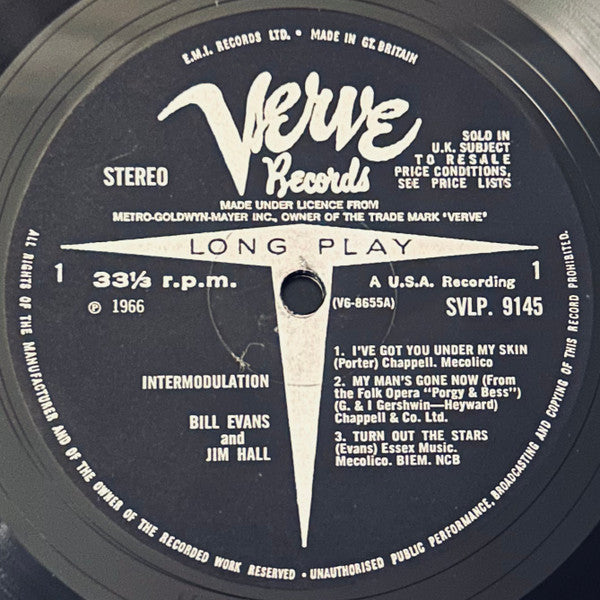 E.M.I. RECORDS LTD. • MADE IN GT. BRITAIN
Verve
Records
STEREO
SOLD IN
U.K. SUBJECT
TO RESALE
PRICE CONDITIONS,
SEE PRICE LISTS
MADE UNDER LICENCE FROM
METRO-GOLDWYN-MAYER INC., OWNER OF THE TRADE MARK "VERVE"
LONG PLAY
1
33⅓ r.p.m.
A U.S.A. Recording
1
℗ 1966
(V6-8655A)
SVLP. 9145
INTERMODULATION
BILL EVANS
and
JIM HALL
1. I'VE GOT YOU UNDER MY SKIN
(Porter) Chappell. Mecolico
2. MY MAN'S GONE NOW (From
the Folk Opera "Porgy & Bess")
(G. & I Gershwin—Heyward)
Chappell & Co. Ltd.
3. TURN OUT THE STARS
(Evans) Essex Music.
Mecolico. BIEM. NCB
ALL RIGHTS OF THE MANUFACTURER AND OF THE OWNER OF THE RECORDED WORK RESERVED • UNAUTHORISED PUBLIC PERFORMANCE, BROADCASTING AND COPYING OF THIS RECORD PROHIBITED.